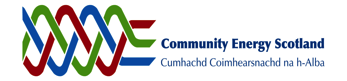 Community Energy Scotland
Cumhachd Coimhearsnachd na h-Alba